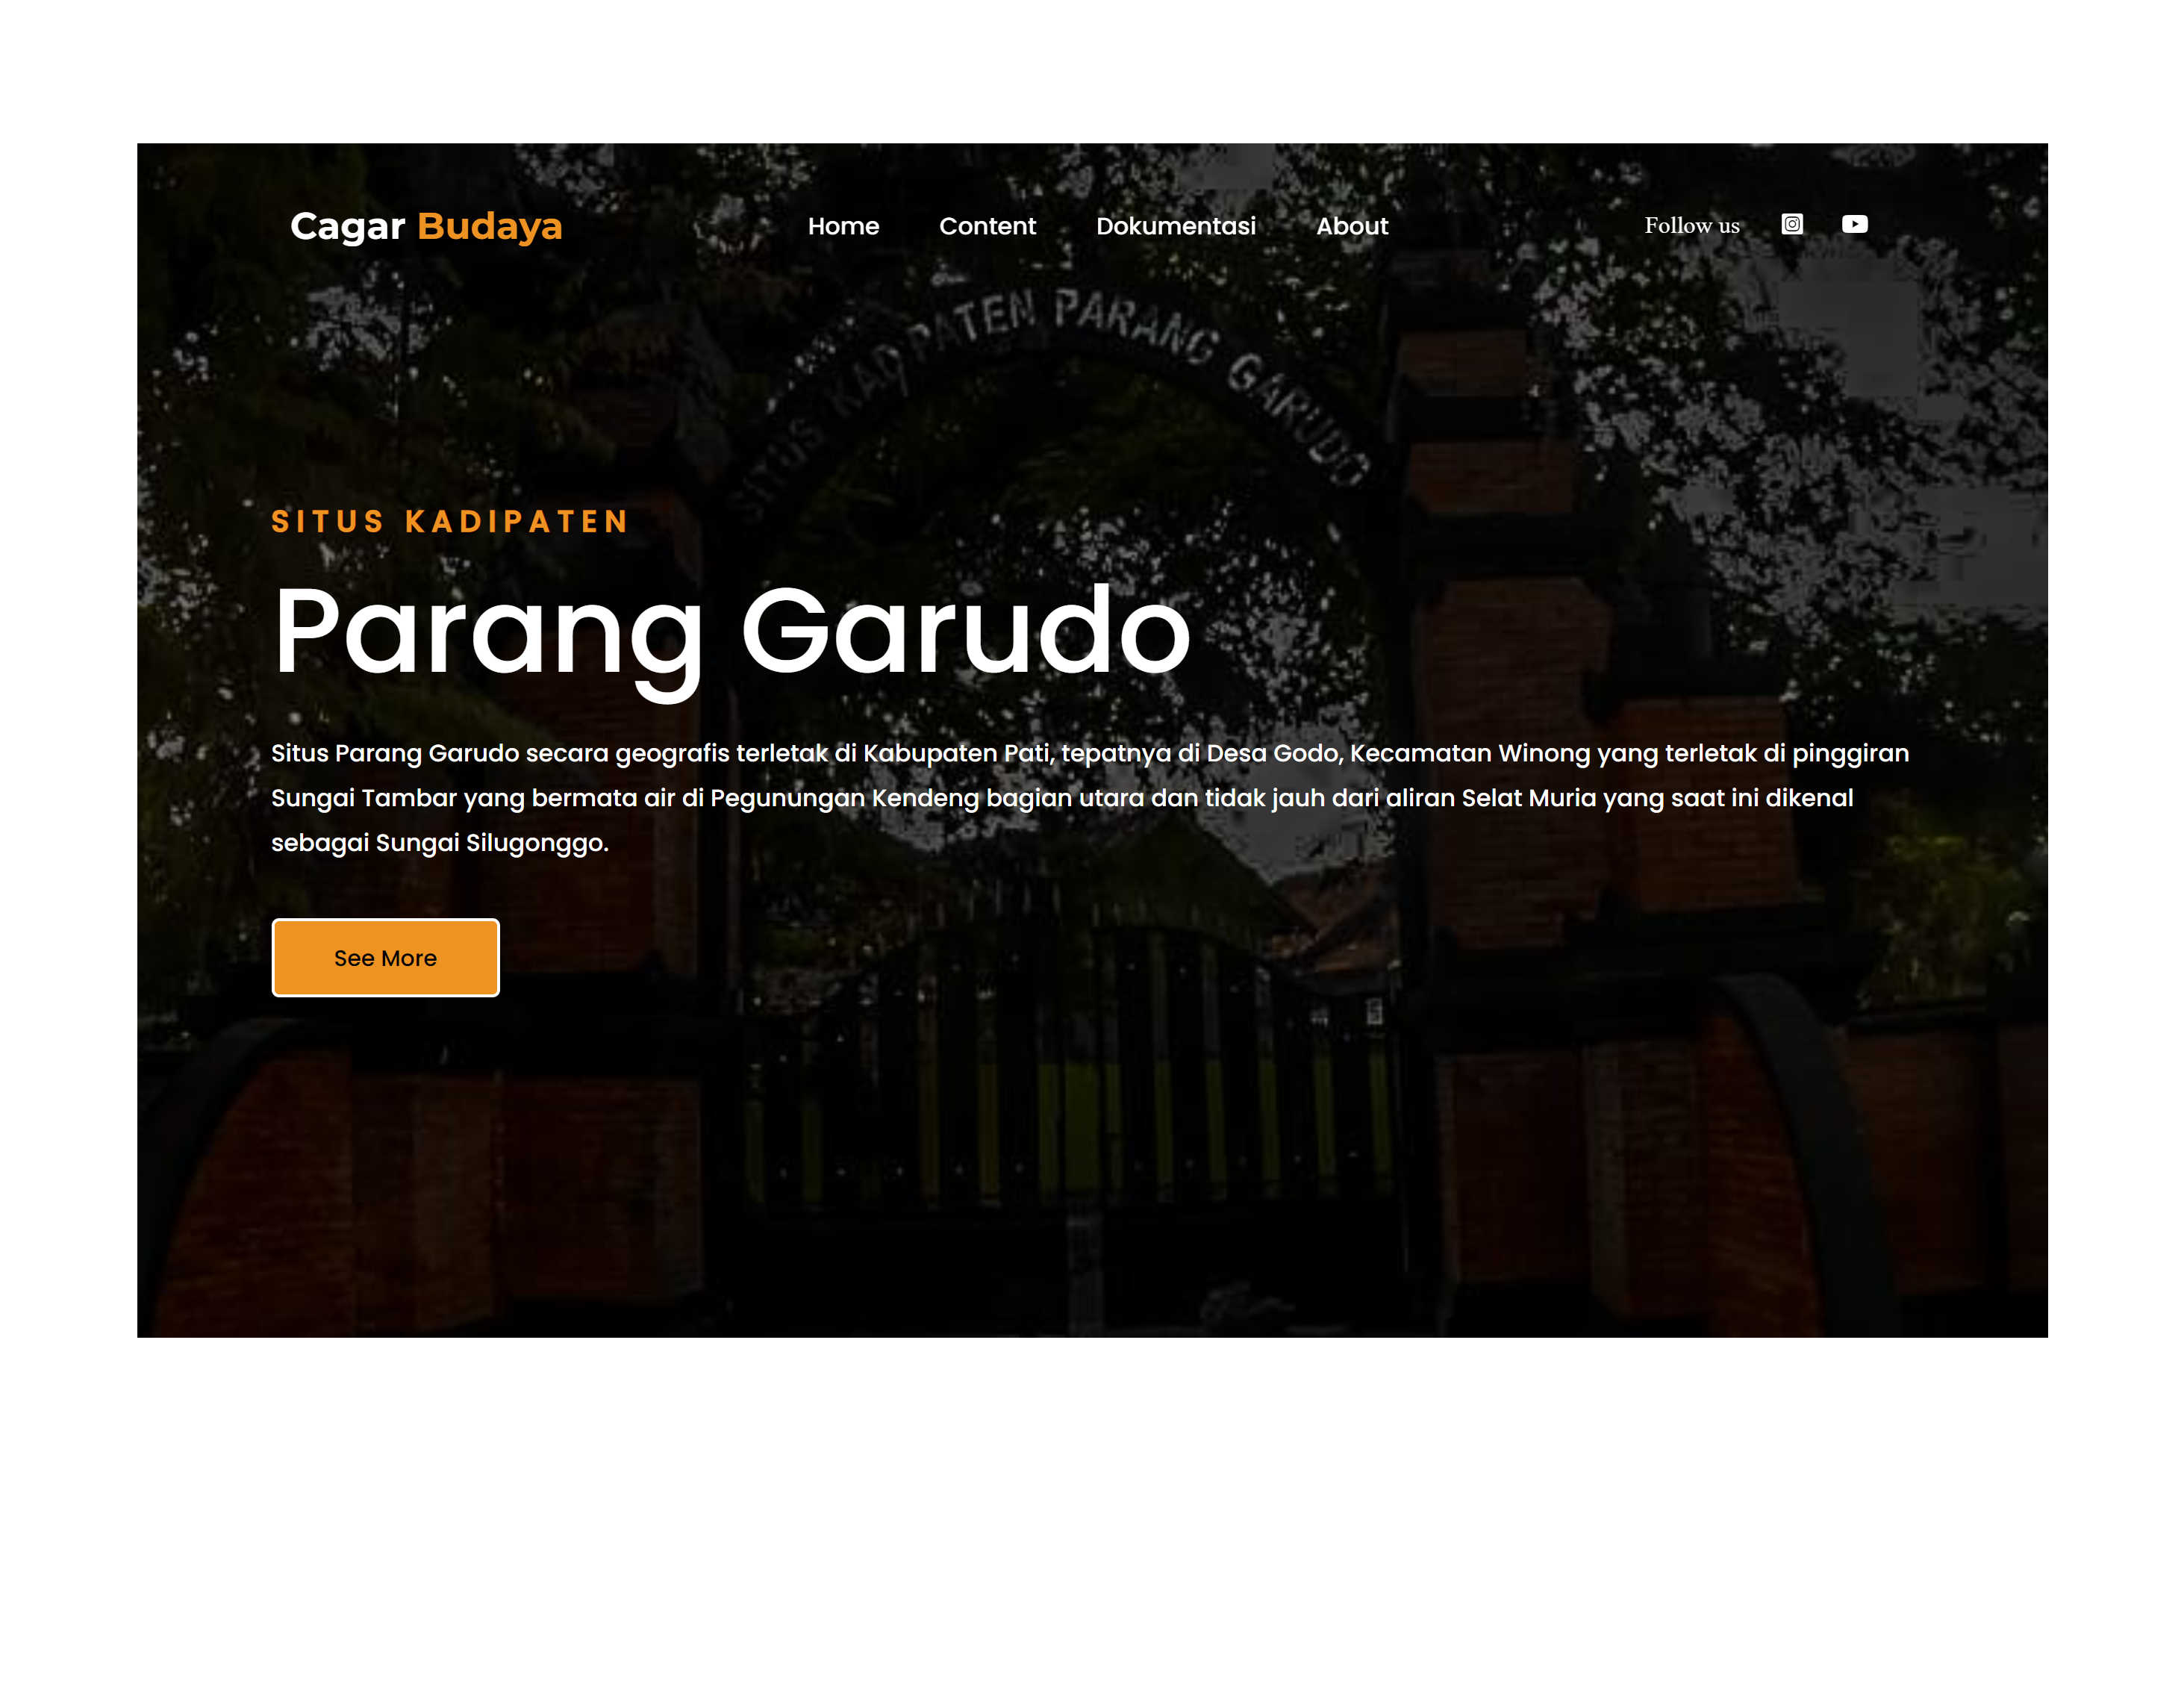 Cagar Budaya
Home Content Dokumentasi About
Follow us
SITUS KADIPATEN PARANG GARUDO
SITUS KADIPATEN
Parang Garudo
Situs Parang Garudo secara geografis terletak di Kabupaten Pati, tepatnya di Desa Godo, Kecamatan Winong yang terletak di pinggiran
Sungai Tambar yang bermata air di Pegunungan Kendeng bagian utara dan tidak jauh dari aliran Selat Muria yang saat ini dikenal
sebagai Sungai Silugonggo.
See More